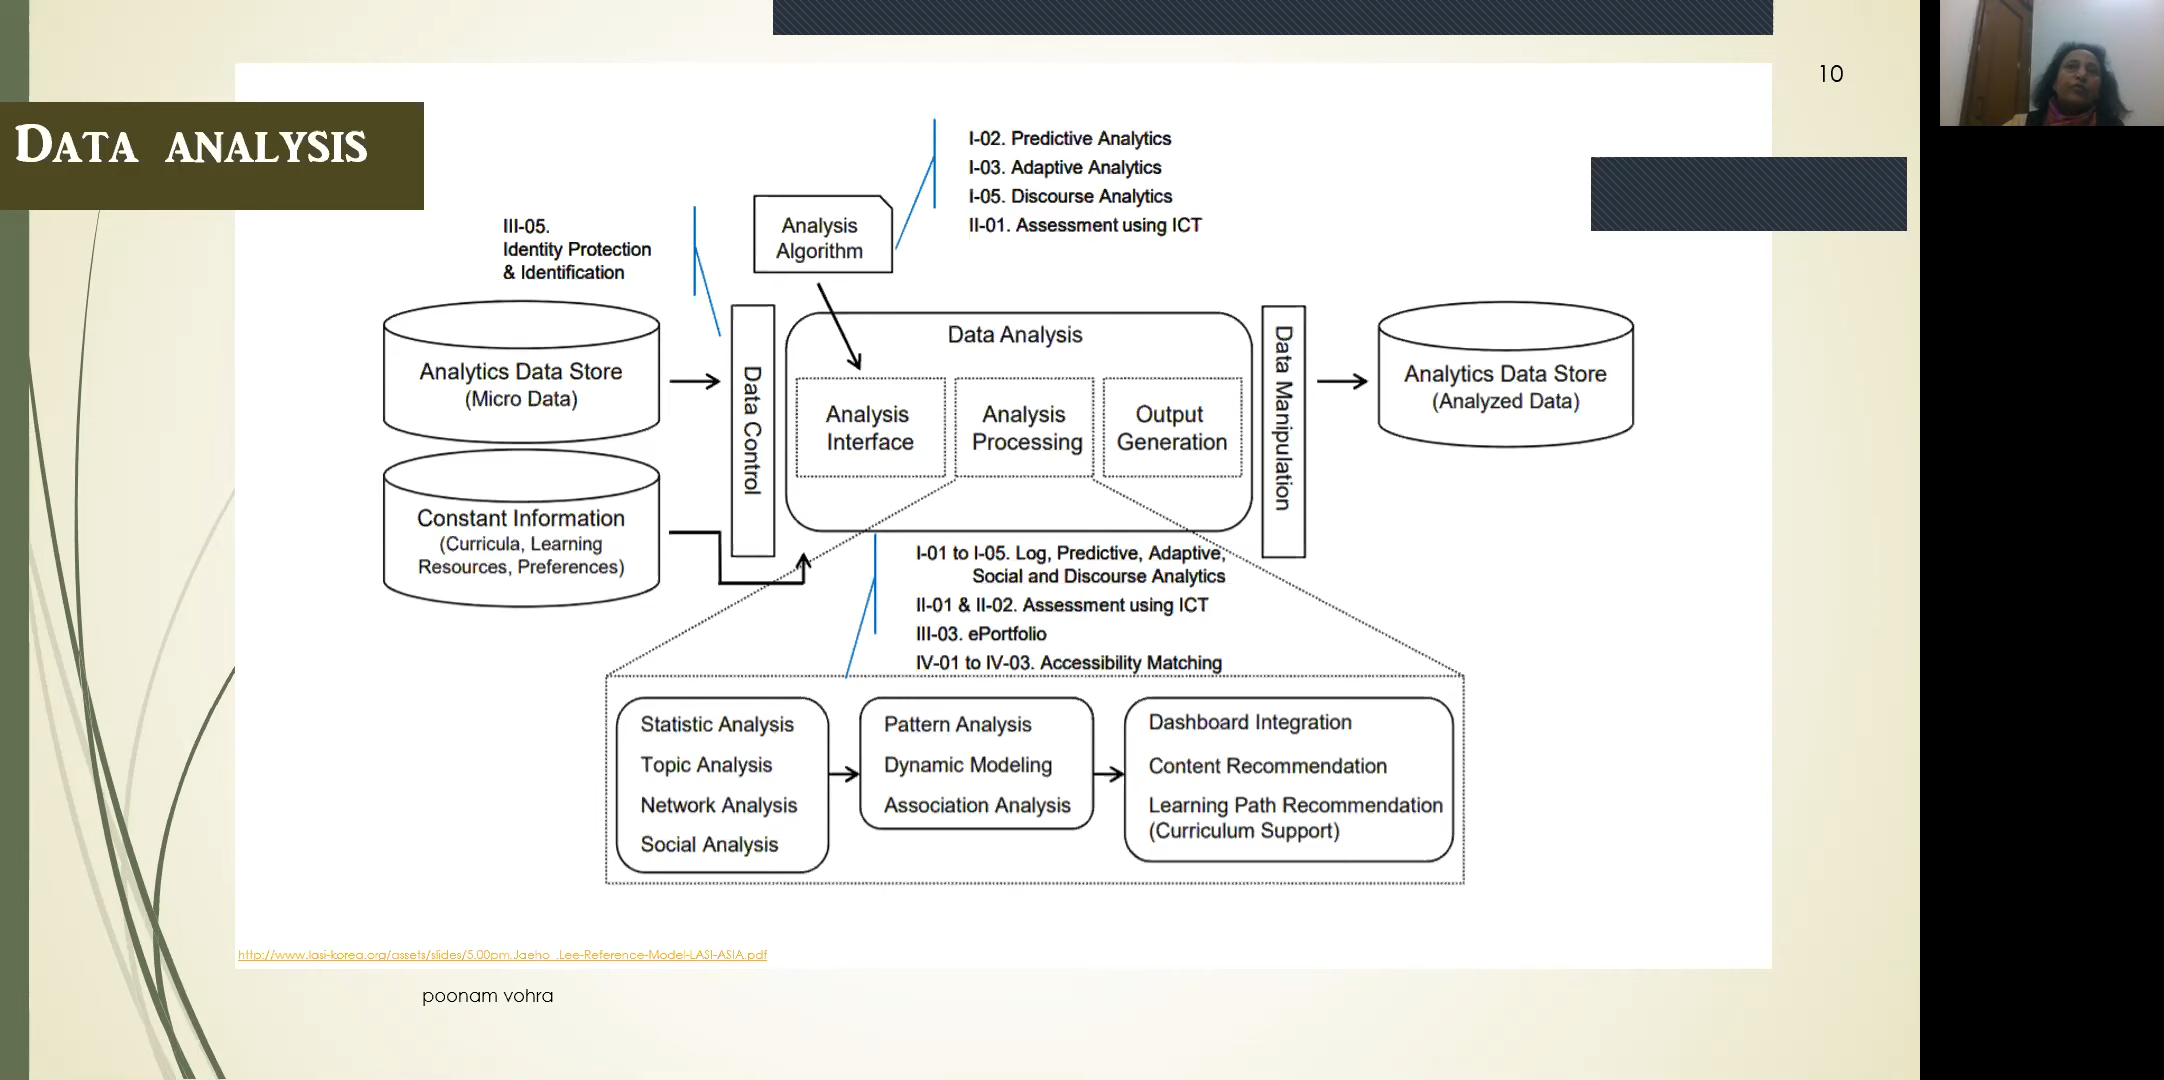 10
DATA ANALYSIS
I-02. Predictive Analytics
I-03. Adaptive Analytics
I-05. Discourse Analytics
II-01. Assessment using ICT
III-05.
Identity Protection
& Identification
Analysis
Algorithm
Analytics Data Store
(Micro Data)
Constant Information
(Curricula, Learning
Resources, Preferences)
Data Control
Data Analysis
Analysis
Interface
Analysis
Processing
Output
Generation
Data Manipulation
Analytics Data Store
(Analyzed Data)
I-01 to I-05. Log, Predictive, Adaptive,
Social and Discourse Analytics
II-01 & II-02. Assessment using ICT
III-03. ePortfolio
IV-01 to IV-03. Accessibility Matching
Statistic Analysis
Topic Analysis
Network Analysis
Social Analysis
Pattern Analysis
Dynamic Modeling
Association Analysis
Dashboard Integration
Content Recommendation
Learning Path Recommendation
(Curriculum Support)
http://www.lasi-korea.org/assets/slides/5.00pm.Jaeho_.Lee-Reference-Model-LASI-ASIA.pdf
poonam vohra